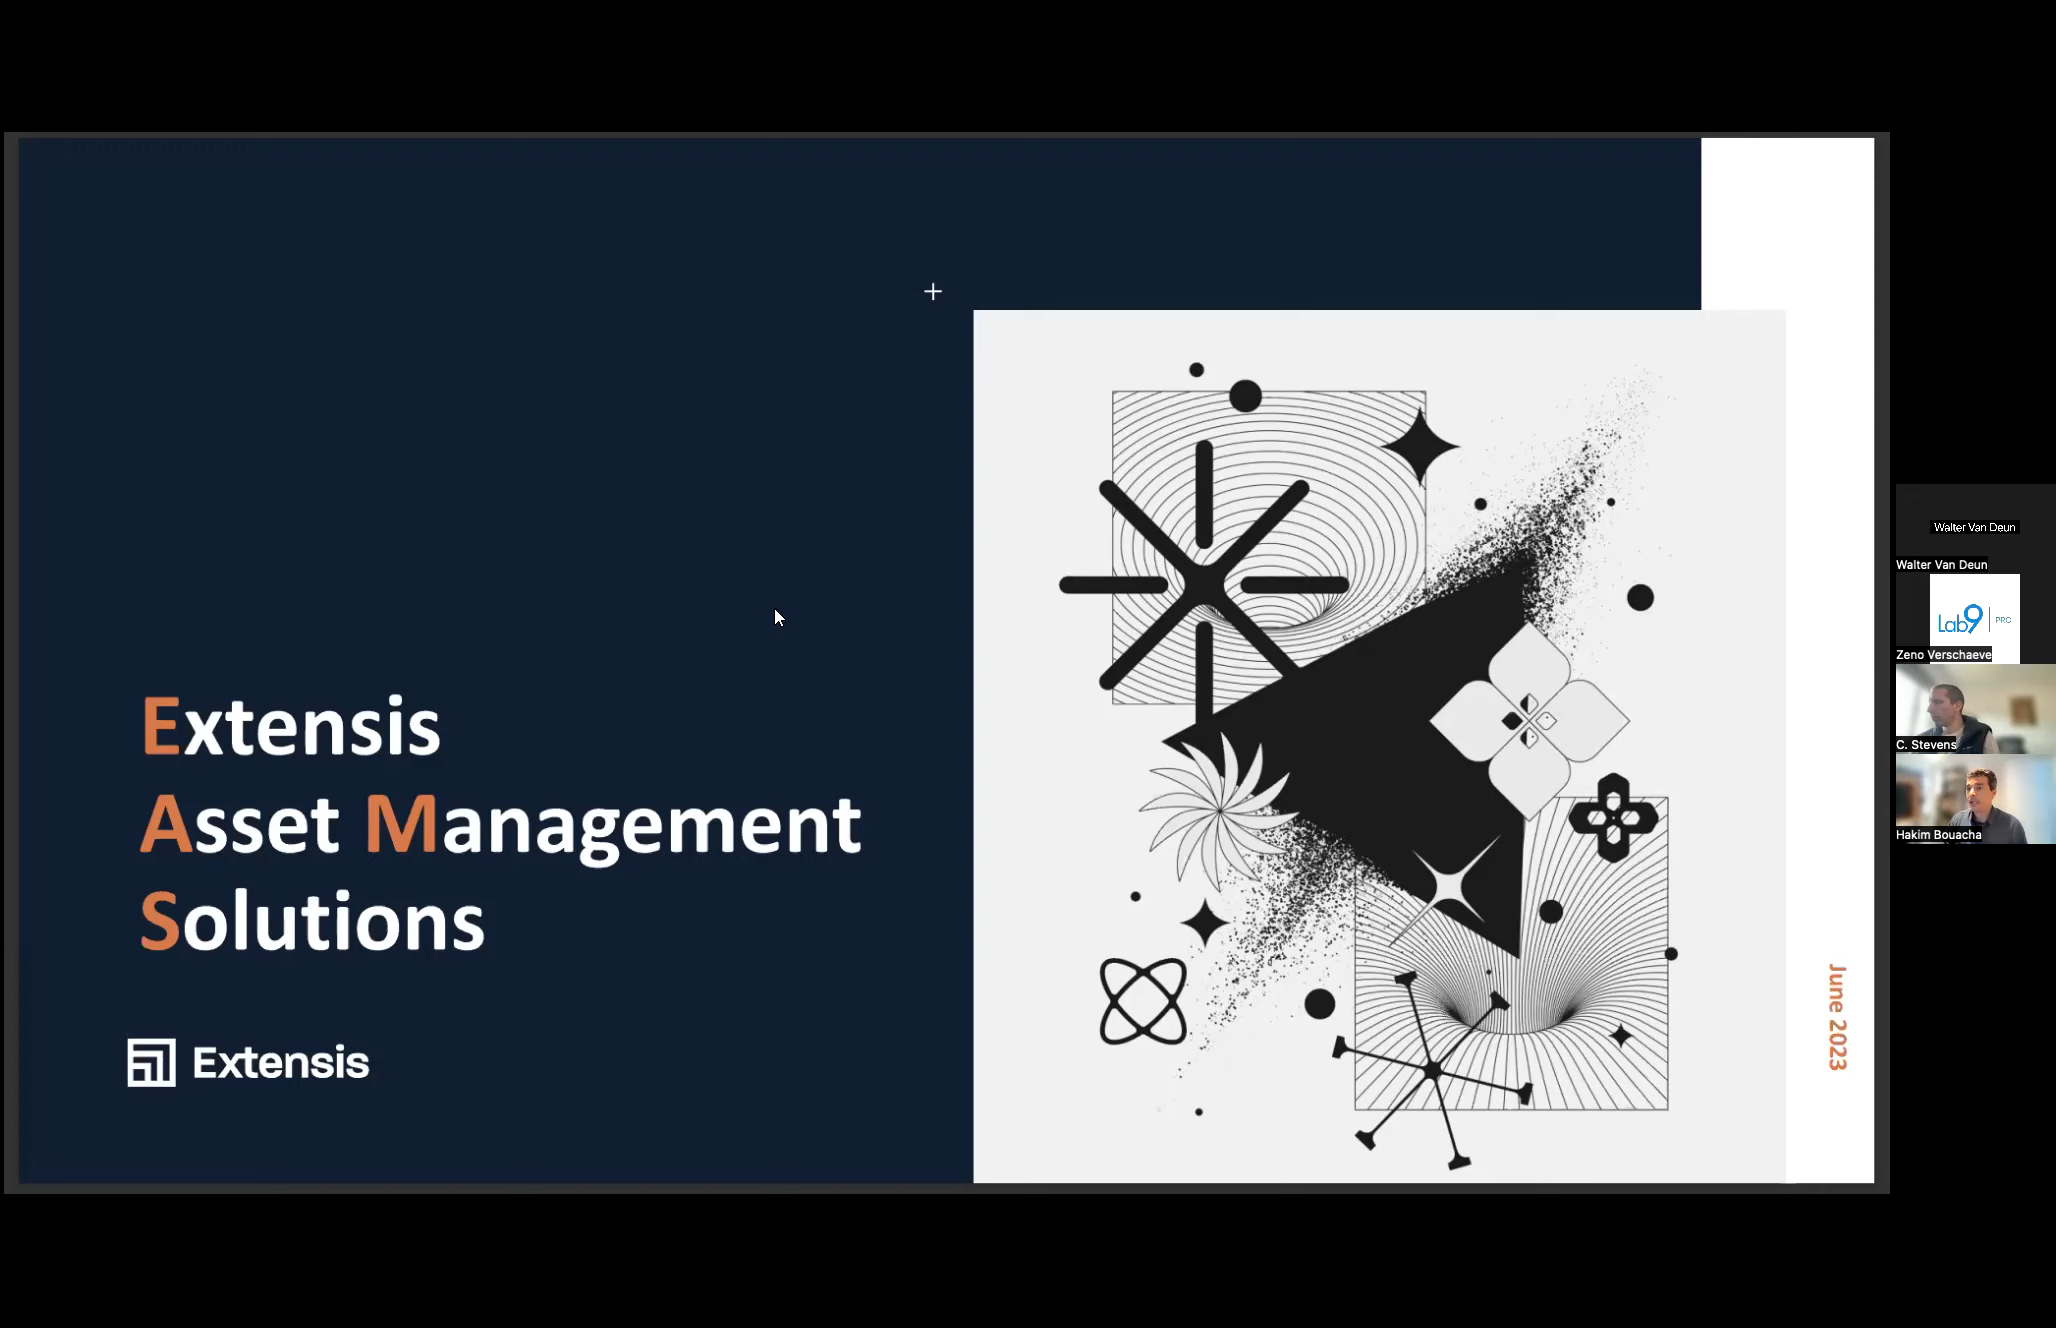 Extensis
Asset Management
Solutions
Extensis
June 2023
Walter Van Deun
Walter Van Deun
Lab9 PRO
Zeno Verschaeve
C. Stevens
Hakim Bouacha